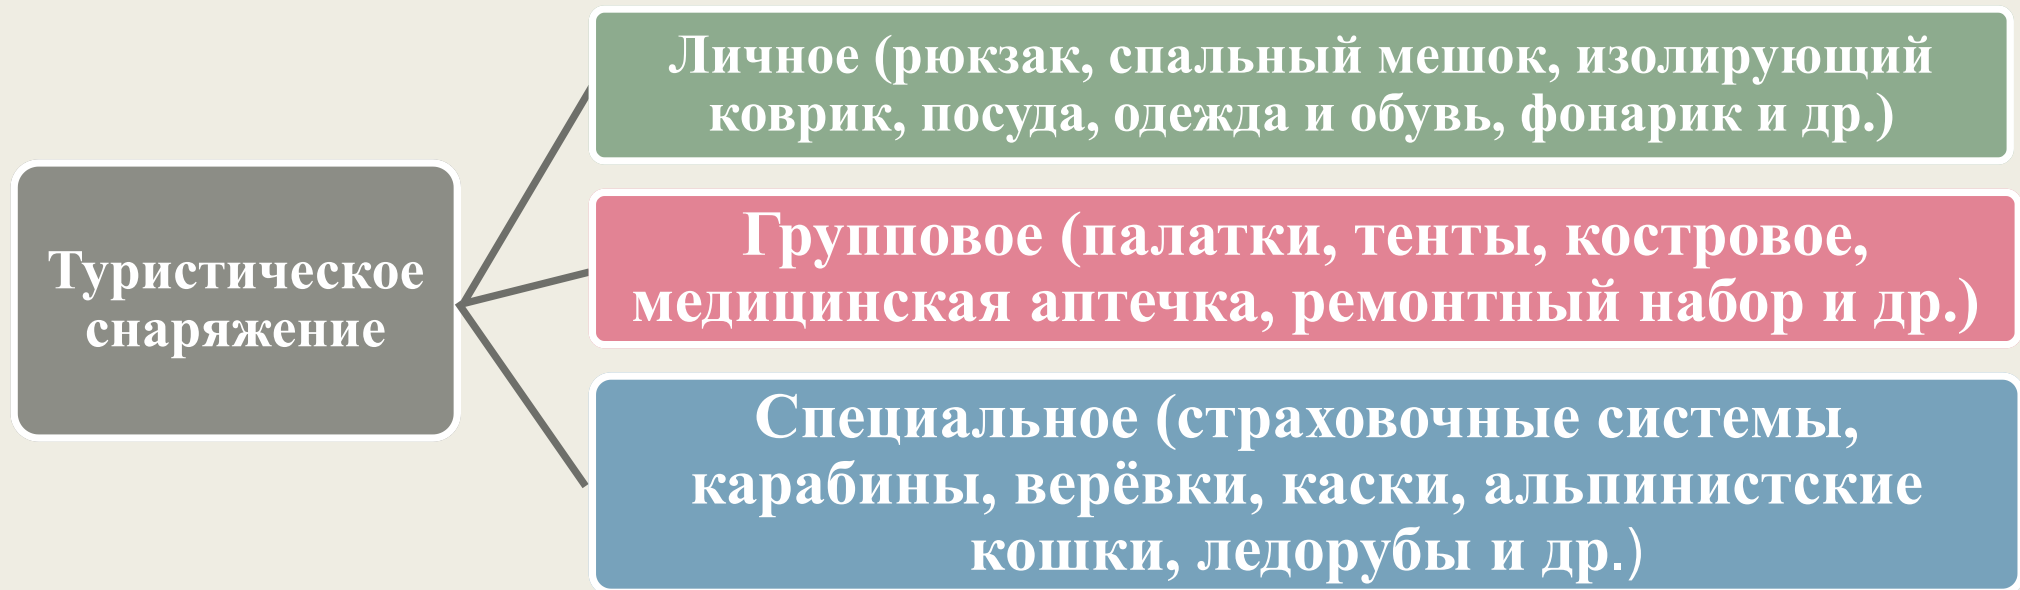 Туристическое
снаряжение
Личное (рюкзак, спальный мешок, изолирующий
коврик, посуда, одежда и обувь, фонарик и др.)
Групповое (палатки, тенты, костровое,
медицинская аптечка, ремонтный набор и др.)
Специальное (страховочные системы,
карабины, верёвки, каски, альпинистские
кошки, ледорубы и др.)